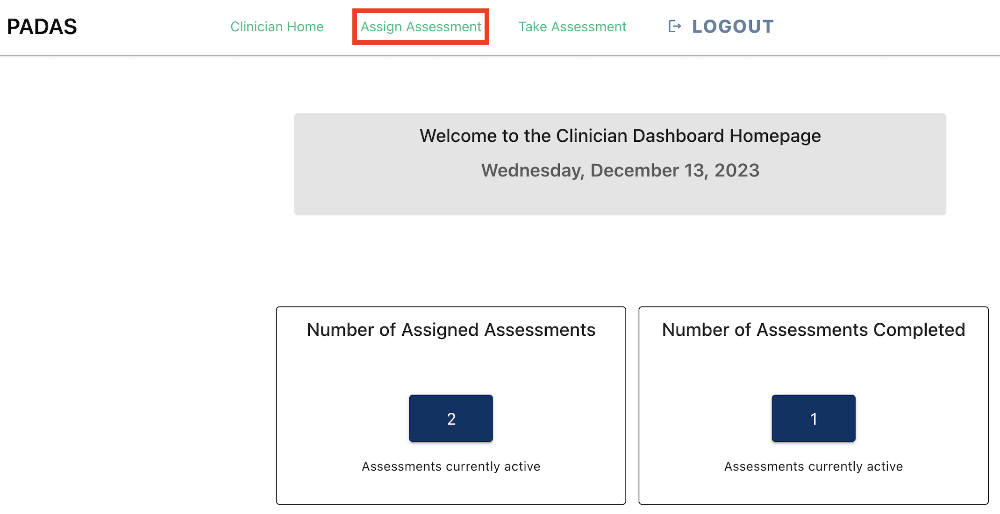 PADAS
Clinician Home
Assign Assessment
Take Assessment
LOGOUT
Welcome to the Clinician Dashboard Homepage
Wednesday, December 13, 2023
Number of Assigned Assessments
2
Assessments currently active
Number of Assessments Completed
1
Assessments currently active